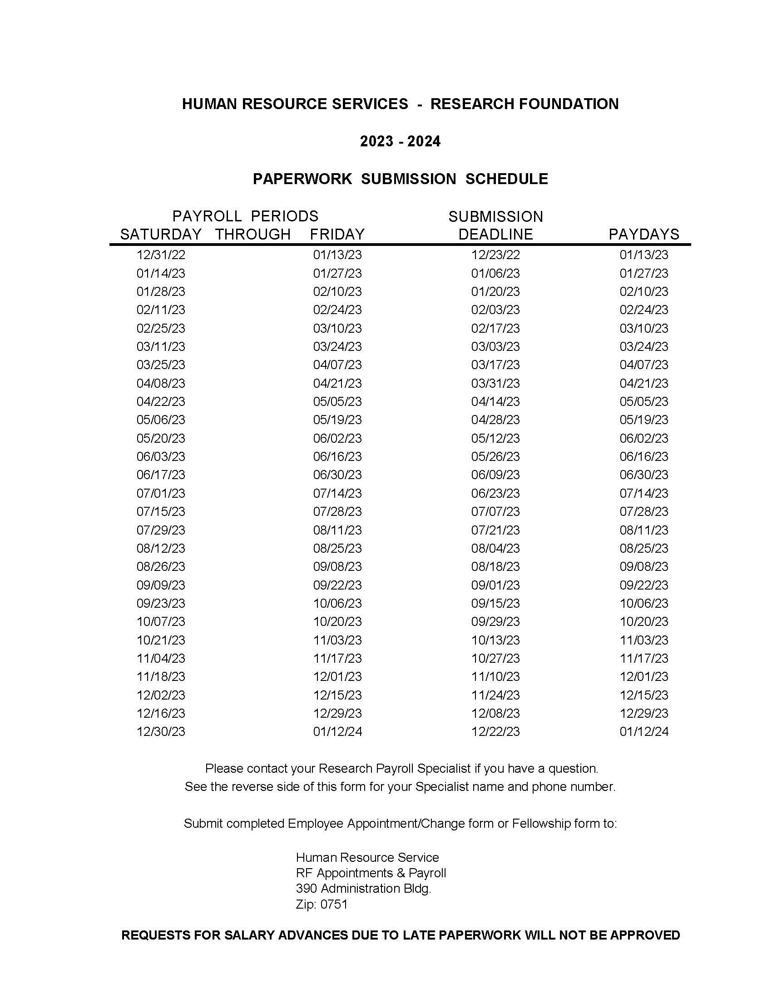 HUMAN RESOURCE SERVICES - RESEARCH FOUNDATION
2023 - 2024
PAPERWORK SUBMISSION SCHEDULE
PAYROLL PERIODS SUBMISSION
SATURDAY THROUGH FRIDAY DEADLINE PAYDAYS
12/31/22 01/13/23 12/23/22 01/13/23
01/14/23 01/27/23 01/06/23 01/27/23
01/28/23 02/10/23 01/20/23 02/10/23
02/11/23 02/24/23 02/03/23 02/24/23
02/25/23 03/10/23 02/17/23 03/10/23
03/11/23 03/24/23 03/03/23 03/24/23
03/25/23 04/07/23 03/17/23 04/07/23
04/08/23 04/21/23 03/31/23 04/21/23
04/22/23 05/05/23 04/14/23 05/05/23
05/06/23 05/19/23 04/28/23 05/19/23
05/20/23 06/02/23 05/12/23 06/02/23
06/03/23 06/16/23 05/26/23 06/16/23
06/17/23 06/30/23 06/09/23 06/30/23
07/01/23 07/14/23 06/23/23 07/14/23
07/15/23 07/28/23 07/07/23 07/28/23
07/29/23 08/11/23 07/21/23 08/11/23
08/12/23 08/25/23 08/04/23 08/25/23
08/26/23 09/08/23 08/18/23 09/08/23
09/09/23 09/22/23 09/01/23 09/22/23
09/23/23 10/06/23 09/15/23 10/06/23
10/07/23 10/20/23 09/29/23 10/20/23
10/21/23 11/03/23 10/13/23 11/03/23
11/04/23 11/17/23 10/27/23 11/17/23
11/18/23 12/01/23 11/10/23 12/01/23
12/02/23 12/15/23 11/24/23 12/15/23
12/16/23 12/29/23 12/08/23 12/29/23
12/30/23 01/12/24 12/22/23 01/12/24
Please contact your Research Payroll Specialist if you have a question.
See the reverse side of this form for your Specialist name and phone number.
Submit completed Employee Appointment/Change form or Fellowship form to:
Human Resource Service
RF Appointments & Payroll
390 Administration Bldg.
Zip: 0751
REQUESTS FOR SALARY ADVANCES DUE TO LATE PAPERWORK WILL NOT BE APPROVED